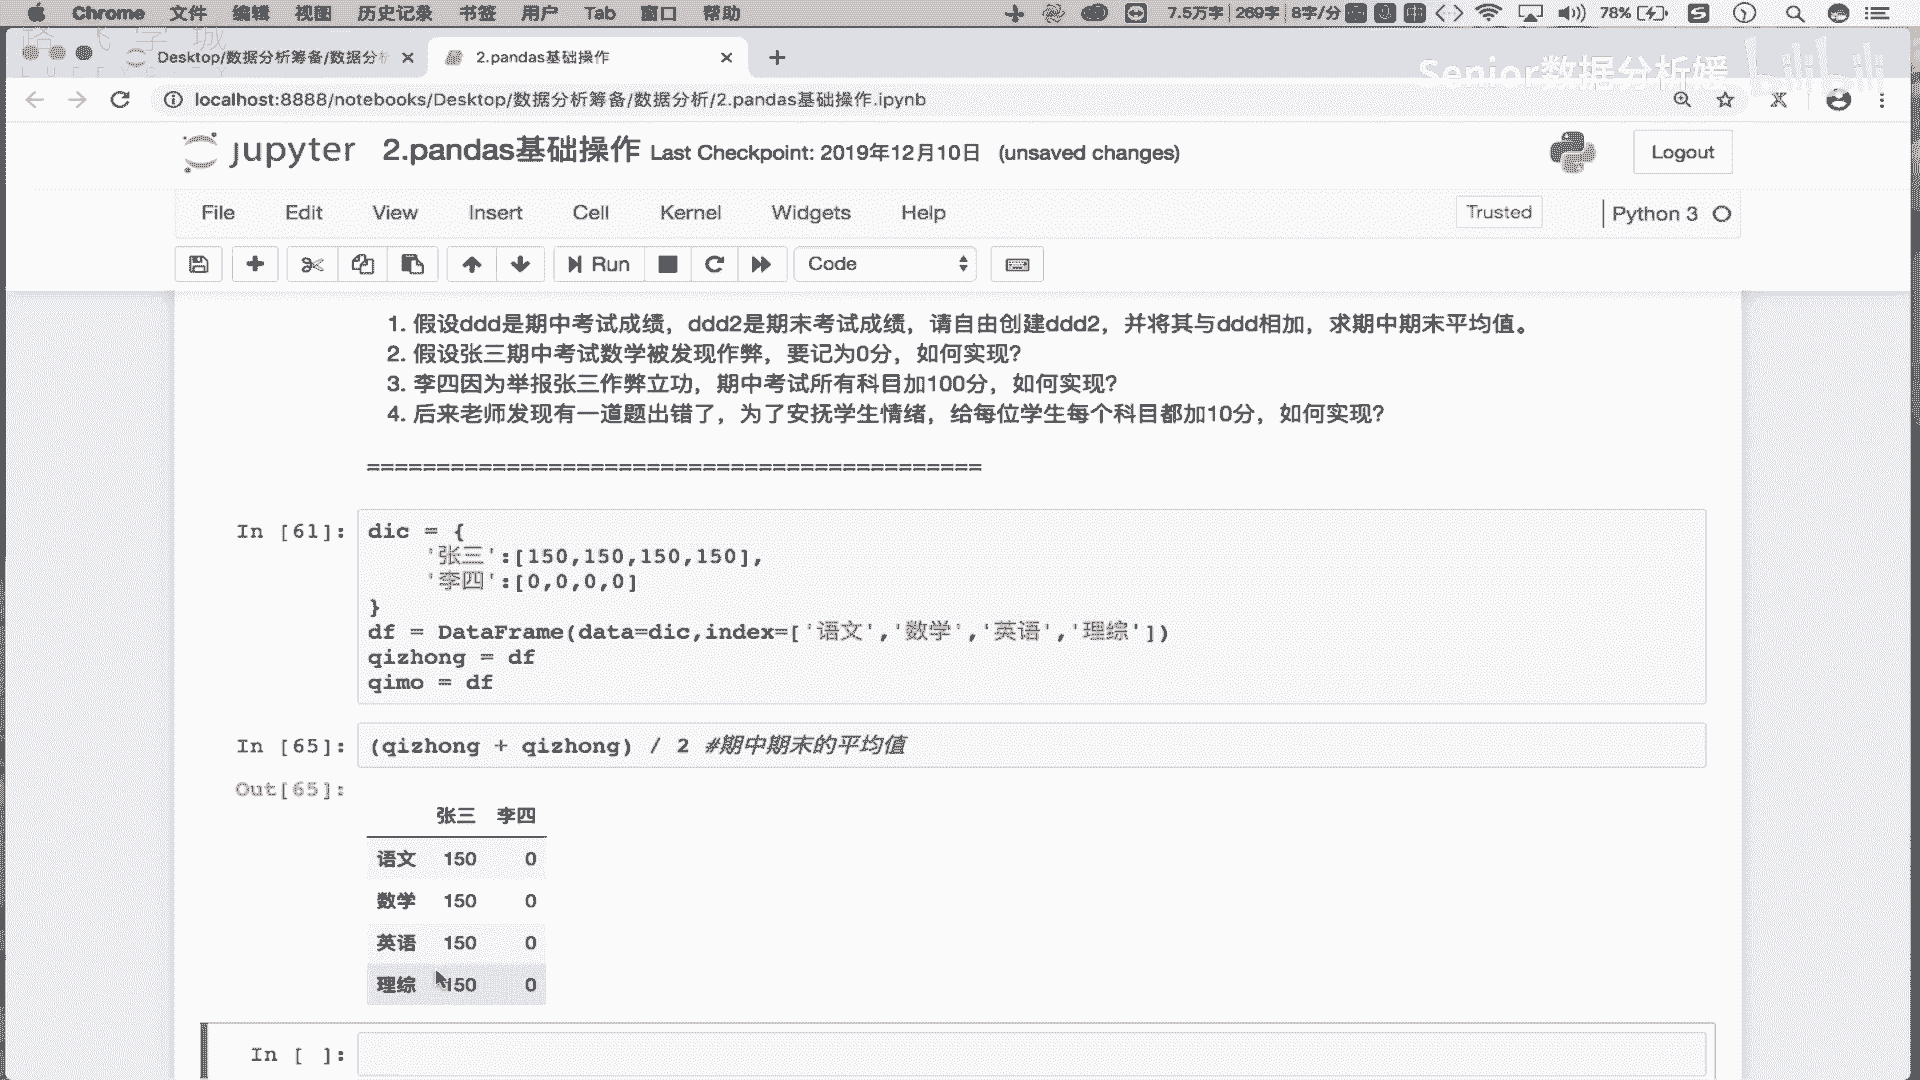 Chrome 文件 编辑 视图 历史记录 书签 用户 Tab 窗口 帮助 7.5万字 269字 8字/分 78%
Desktop/数据分析筹备/数据分析 2.pandas基础操作
Senior数据分析媛 bilibili
localhost:8888/notebooks/Desktop/数据分析筹备/数据分析/2.pandas基础操作.ipynb
jupyter 2.pandas基础操作 Last Checkpoint: 2019年12月10日 (unsaved changes) Logout
File Edit View Insert Cell Kernel Widgets Help Trusted Python 3
Run Code
1. 假设ddd是期中考试成绩，ddd2是期末考试成绩，请自由创建ddd2，并将其与ddd相加，求期中期末平均值。
2. 假设张三期中考试数学被发现作弊，要记为0分，如何实现？
3. 李四因为举报张三作弊立功，期中考试所有科目加100分，如何实现？
4. 后来老师发现有一道题出错了，为了安抚学生情绪，给每位学生每个科目都加10分，如何实现？
============================================
In [61]: dic = {
'张三':[150,150,150,150],
'李四':[0,0,0,0]
}
df = DataFrame(data=dic,index=['语文','数学','英语','理综'])
qizhong = df
qimo = df
In [65]: (qizhong + qizhong) / 2 #期中期末的平均值
Out[65]:
张三 李四
语文 150 0
数学 150 0
英语 150 0
理综 150 0
In [ ]: